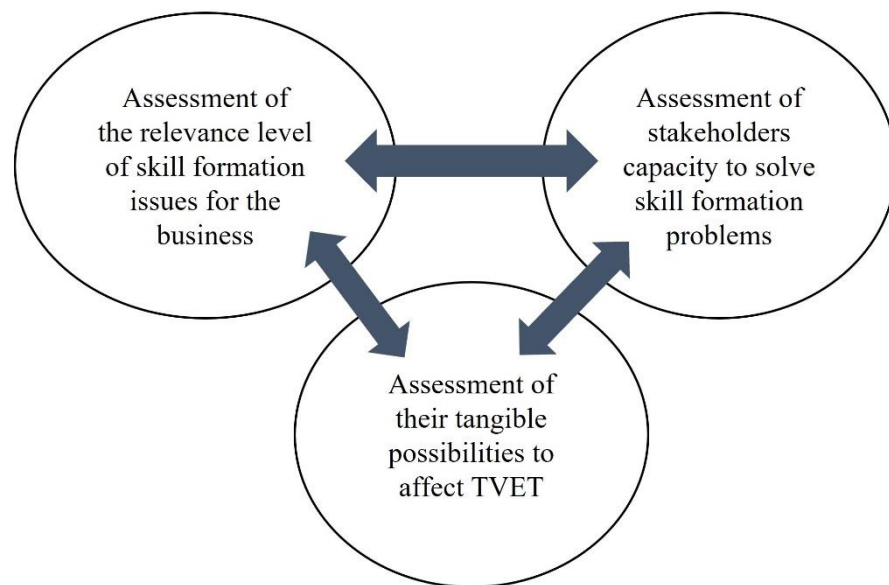 Assessment of
the relevance level
of skill formation
issues for the
business
Assessment of
stakeholders
capacity to solve
skill formation
problems
Assessment of
their tangible
possibilities to
affect TVET